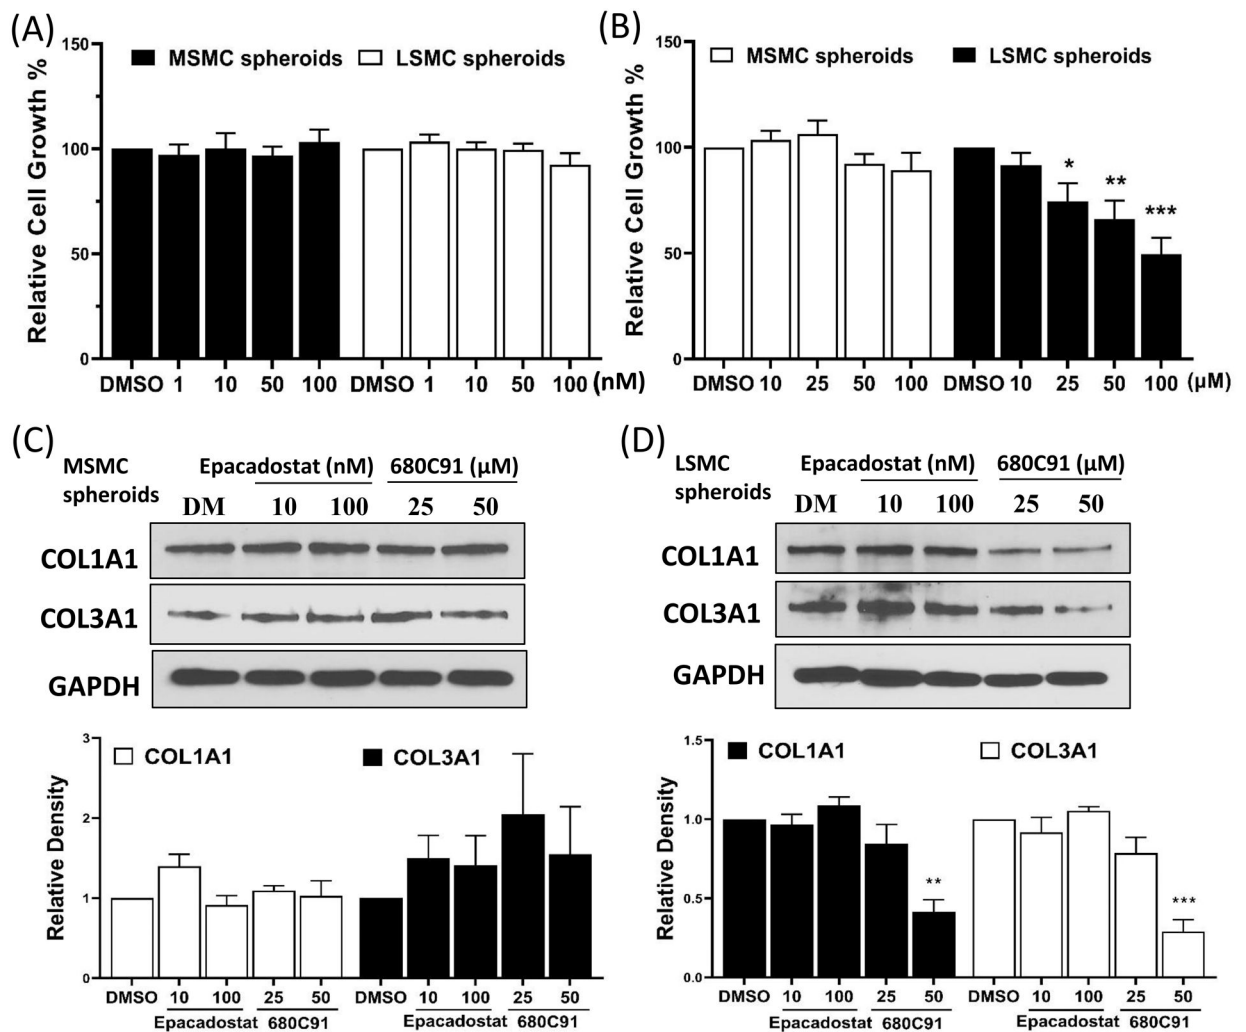 (A)
150
100
50
0
Relative Cell Growth %
MSMC spheroids LSMC spheroids
DMSO 1 10 50 100 DMSO 1 10 50 100 (nM)
(B)
150
100
50
0
Relative Cell Growth %
MSMC spheroids LSMC spheroids
*
**
***
DMSO 10 25 50 100 DMSO 10 25 50 100 (µM)
(C)
MSMC
spheroids
Epacadostat (nM) 680C91 (µM)
DM 10 100 25 50
COL1A1
COL3A1
GAPDH
3
2
1
0
Relative Density
COL1A1 COL3A1
DMSO 10 100 25 50 DMSO 10 100 25 50
Epacadostat 680C91 Epacadostat 680C91
(D)
LSMC
spheroids
Epacadostat (nM) 680C91 (µM)
DM 10 100 25 50
COL1A1
COL3A1
GAPDH
1.5
1.0
0.5
0.0
Relative Density
COL1A1 COL3A1
**
***
DMSO 10 100 25 50 DMSO 10 100 25 50
Epacadostat 680C91 Epacadostat 680C91